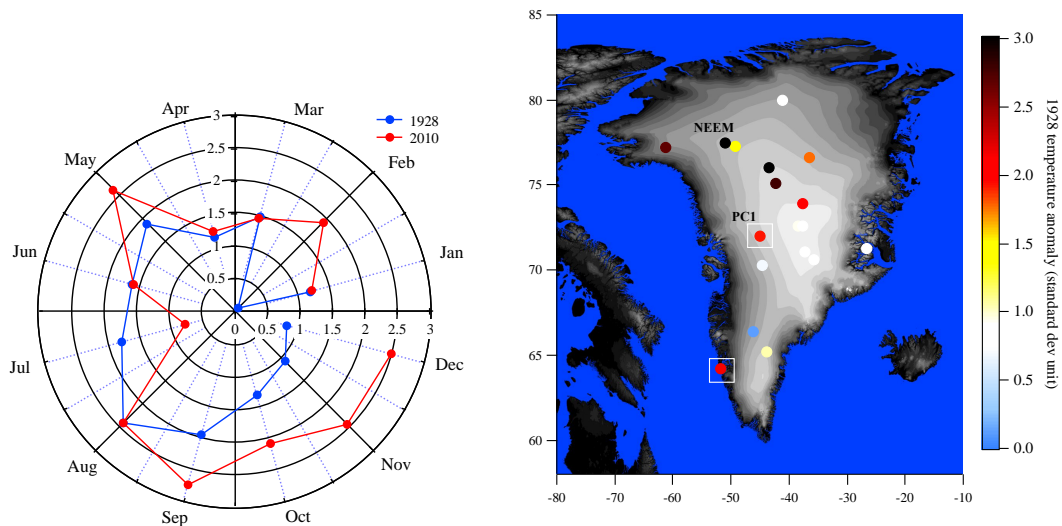 1928
2010
Jan
Feb
Mar
Apr
May
Jun
Jul
Aug
Sep
Oct
Nov
Dec
3
2.5
2
1.5
1
0.5
0 0.5 1 1.5 2 2.5 3
85
80
75
70
65
60
-80 -70 -60 -50 -40 -30 -20 -10
NEEM
PC1
3.0
2.5
2.0
1.5
1.0
0.5
0.0
1928 temperature anomaly (standard dev unit)